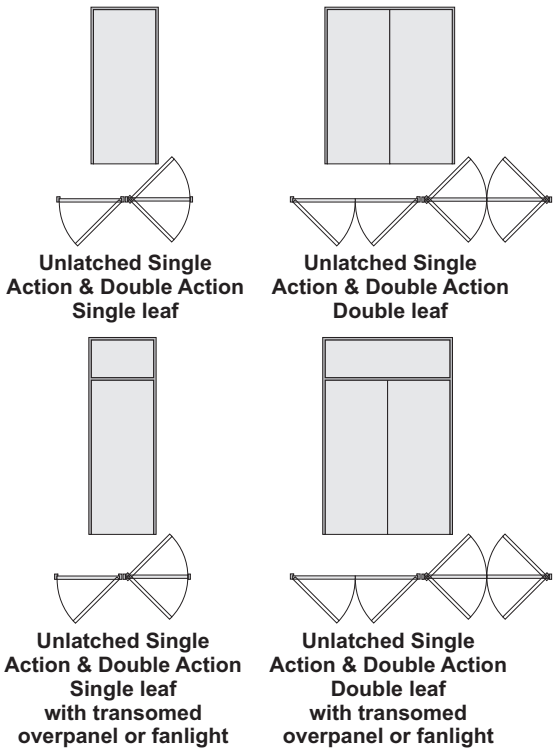 Unlatched Single
Action & Double Action
Single leaf
Unlatched Single
Action & Double Action
Double leaf
Unlatched Single
Action & Double Action
Single leaf
with transomed
overpanel or fanlight
Unlatched Single
Action & Double Action
Double leaf
with transomed
overpanel or fanlight